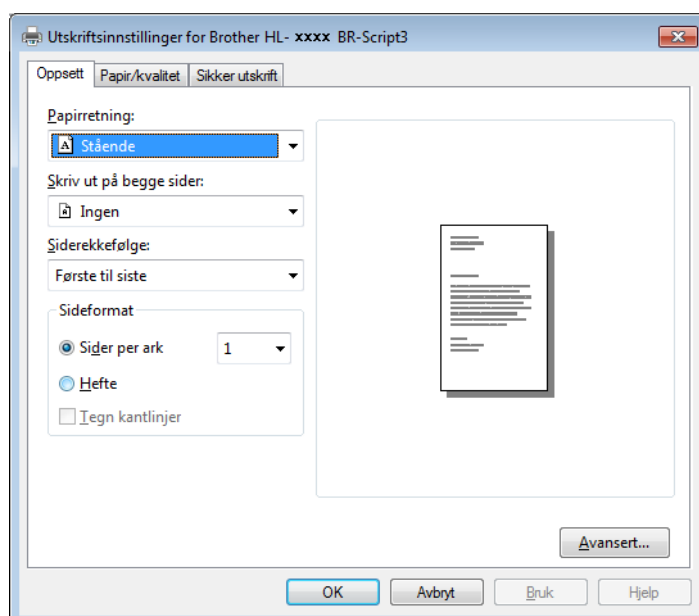 Utskriftsinnstillinger for Brother HL- xxxx BR-Script3
Oppsett Papir/kvalitet Sikker utskrift
Papirretning:
A Stående
Skriv ut på begge sider:
Ingen
Siderekkefølge:
Første til siste
Sideformat
Sider per ark 1
Hefte
Tegn kantlinjer
Avansert...
OK Avbryt Bruk Hjelp